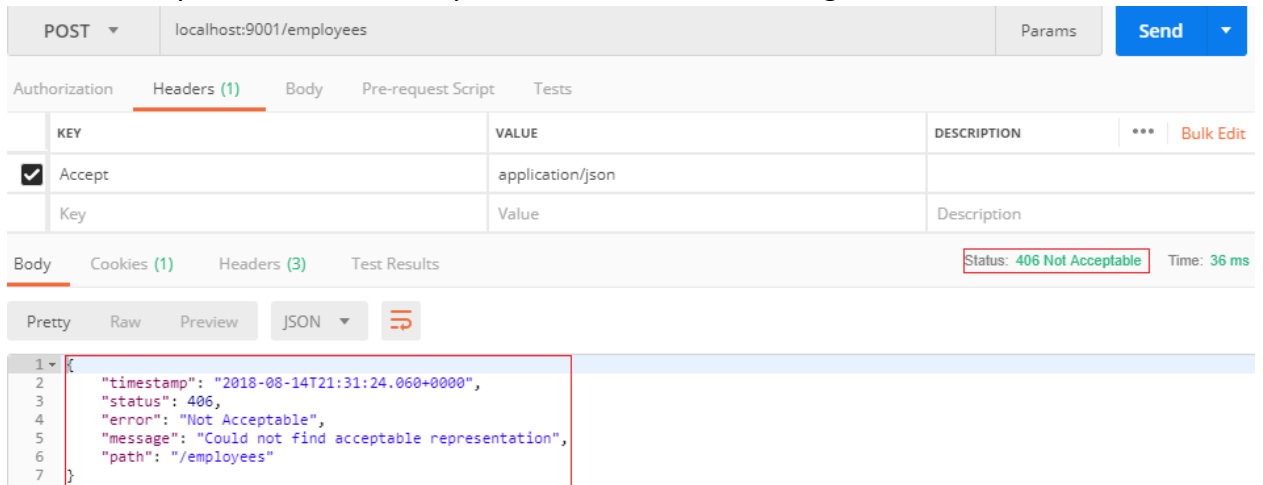 POST localhost:9001/employees Params Send
Authorization Headers (1) Body Pre-request Script Tests
KEY VALUE DESCRIPTION ••• Bulk Edit
Accept application/json
Key Value Description
Body Cookies (1) Headers (3) Test Results Status: 406 Not Acceptable Time: 36 ms
Pretty Raw Preview JSON
1 {
2 "timestamp": "2018-08-14T21:31:24.060+0000",
3 "status": 406,
4 "error": "Not Acceptable",
5 "message": "Could not find acceptable representation",
6 "path": "/employees"
7 }